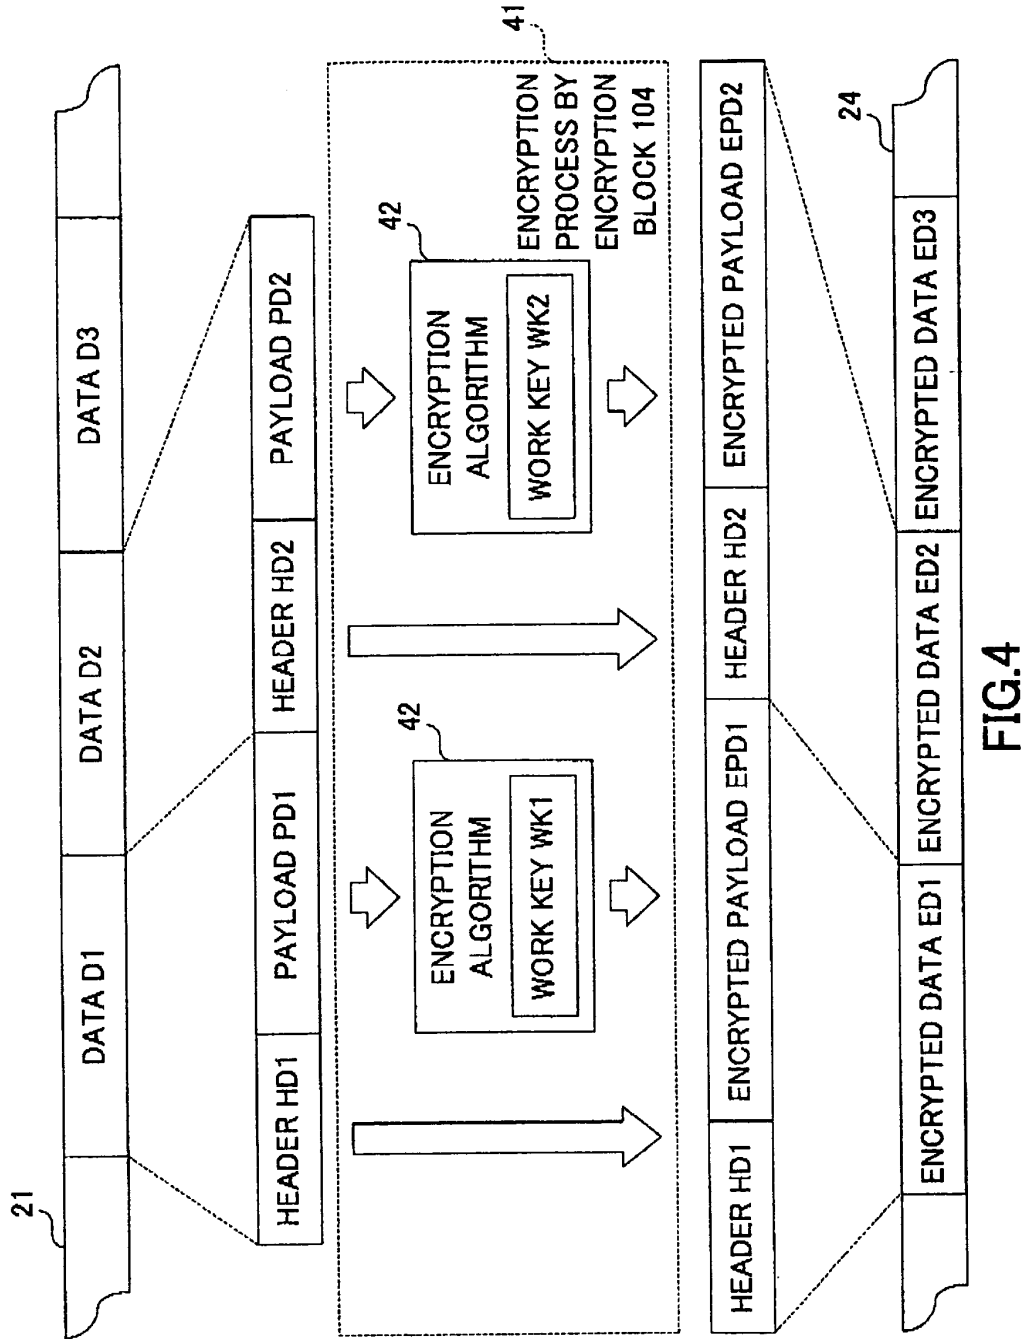 21
DATA D1
DATA D2
DATA D3
HEADER HD1
PAYLOAD PD1
HEADER HD2
PAYLOAD PD2
41
42
ENCRYPTION
ALGORITHM
WORK KEY WK1
42
ENCRYPTION
ALGORITHM
WORK KEY WK2
ENCRYPTION
PROCESS BY
ENCRYPTION
BLOCK 104
HEADER HD1
ENCRYPTED PAYLOAD EPD1
HEADER HD2
ENCRYPTED PAYLOAD EPD2
24
ENCRYPTED DATA ED1
ENCRYPTED DATA ED2
ENCRYPTED DATA ED3
FIG.4